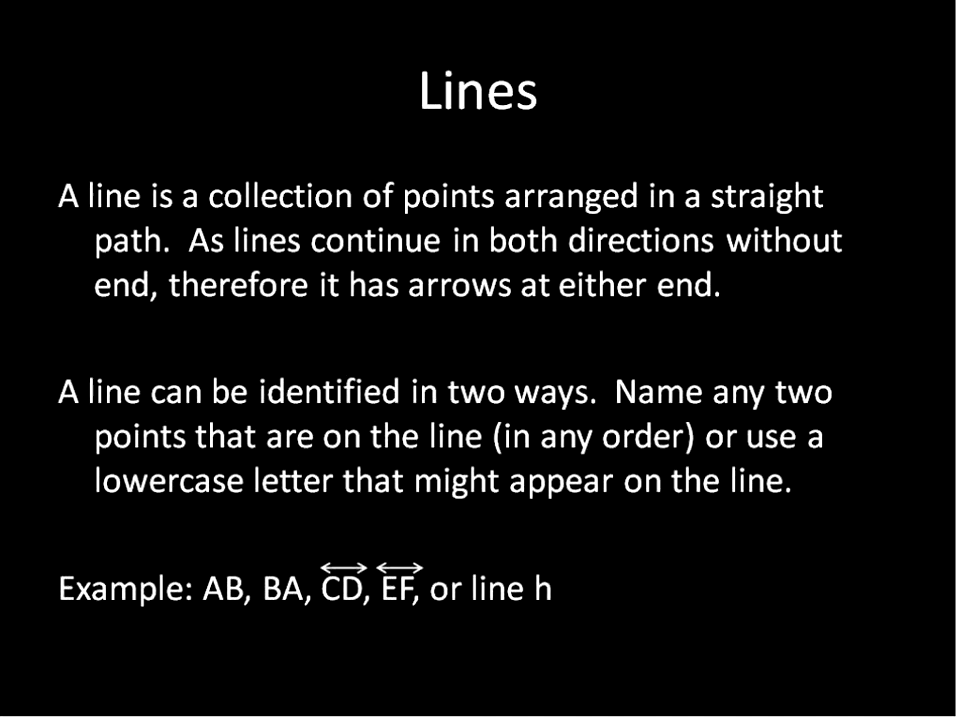 Lines
A line is a collection of points arranged in a straight
path.  As lines continue in both directions without
end, therefore it has arrows at either end.
A line can be identified in two ways.  Name any two
points that are on the line (in any order) or use a
lowercase letter that might appear on the line.
Example: AB, BA, CD, EF, or line h